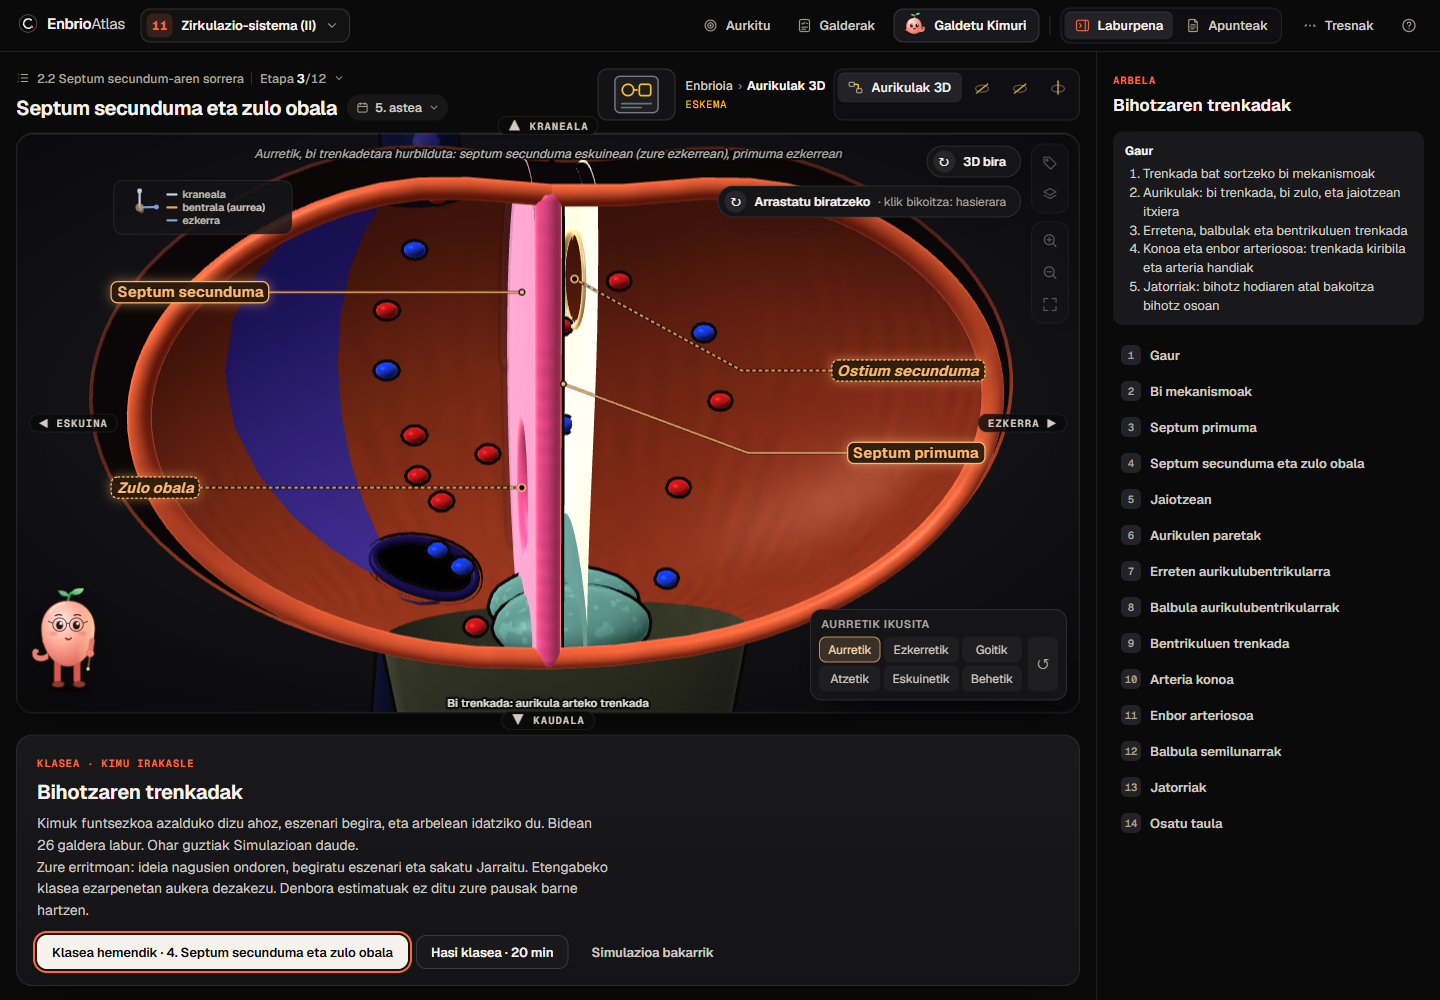 EnbrioAtlas
11 Zirkulazio-sistema (II)
Aurkitu
Galderak
Galdetu Kimuri
Laburpena
Apunteak
Tresnak
2.2 Septum secundum-aren sorrera
Etapa 3/12
Septum secunduma eta zulo obala
5. astea
Enbrioia › Aurikulak 3D
ESKEMA
Aurikulak 3D
▲ KRANEALA
Aurretik, bi trenkadetara hurbilduta: septum secunduma eskuinean (zure ezkerrean), primuma ezkerrean
3D bira
Arrastatu biratzeko · klik bikoitza: hasierara
kraneala
bentrala (aurrea)
ezkerra
Septum secunduma
Ostium secunduma
◀ ESKUINA
EZKERRA ▶
Septum primuma
Zulo obala
AURRETIK IKUSITA
Aurretik
Ezkerretik
Goitik
Atzetik
Eskuinetik
Behetik
Bi trenkada: aurikula arteko trenkada
▼ KAUDALA
KLASEA · KIMU IRAKASLE
Bihotzaren trenkadak
Kimuk funtsezkoa azalduko dizu ahoz, eszenari begira, eta arbelean idatziko du. Bidean
26 galdera labur. Ohar guztiak Simulazioan daude.
Zure erritmoan: ideia nagusien ondoren, begiratu eszenari eta sakatu Jarraitu. Etengabeko
klasea ezarpenetan aukera dezakezu. Denbora estimatuak ez ditu zure pausak barne
hartzen.
Klasea hemendik · 4. Septum secunduma eta zulo obala
Hasi klasea · 20 min
Simulazioa bakarrik
ARBELA
Bihotzaren trenkadak
Gaur
1. Trenkada bat sortzeko bi mekanismoak
2. Aurikulak: bi trenkada, bi zulo, eta jaiotzean
itxiera
3. Erretena, balbulak eta bentrikuluen trenkada
4. Konoa eta enbor arteriosoa: trenkada kiribila
eta arteria handiak
5. Jatorriak: bihotz hodiaren atal bakoitza
bihotz osoan
1 Gaur
2 Bi mekanismoak
3 Septum primuma
4 Septum secunduma eta zulo obala
5 Jaiotzean
6 Aurikulen paretak
7 Erreten aurikulubentrikularra
8 Balbula aurikulubentrikularrak
9 Bentrikuluen trenkada
10 Arteria konoa
11 Enbor arteriosoa
12 Balbula semilunarrak
13 Jatorriak
14 Osatu taula